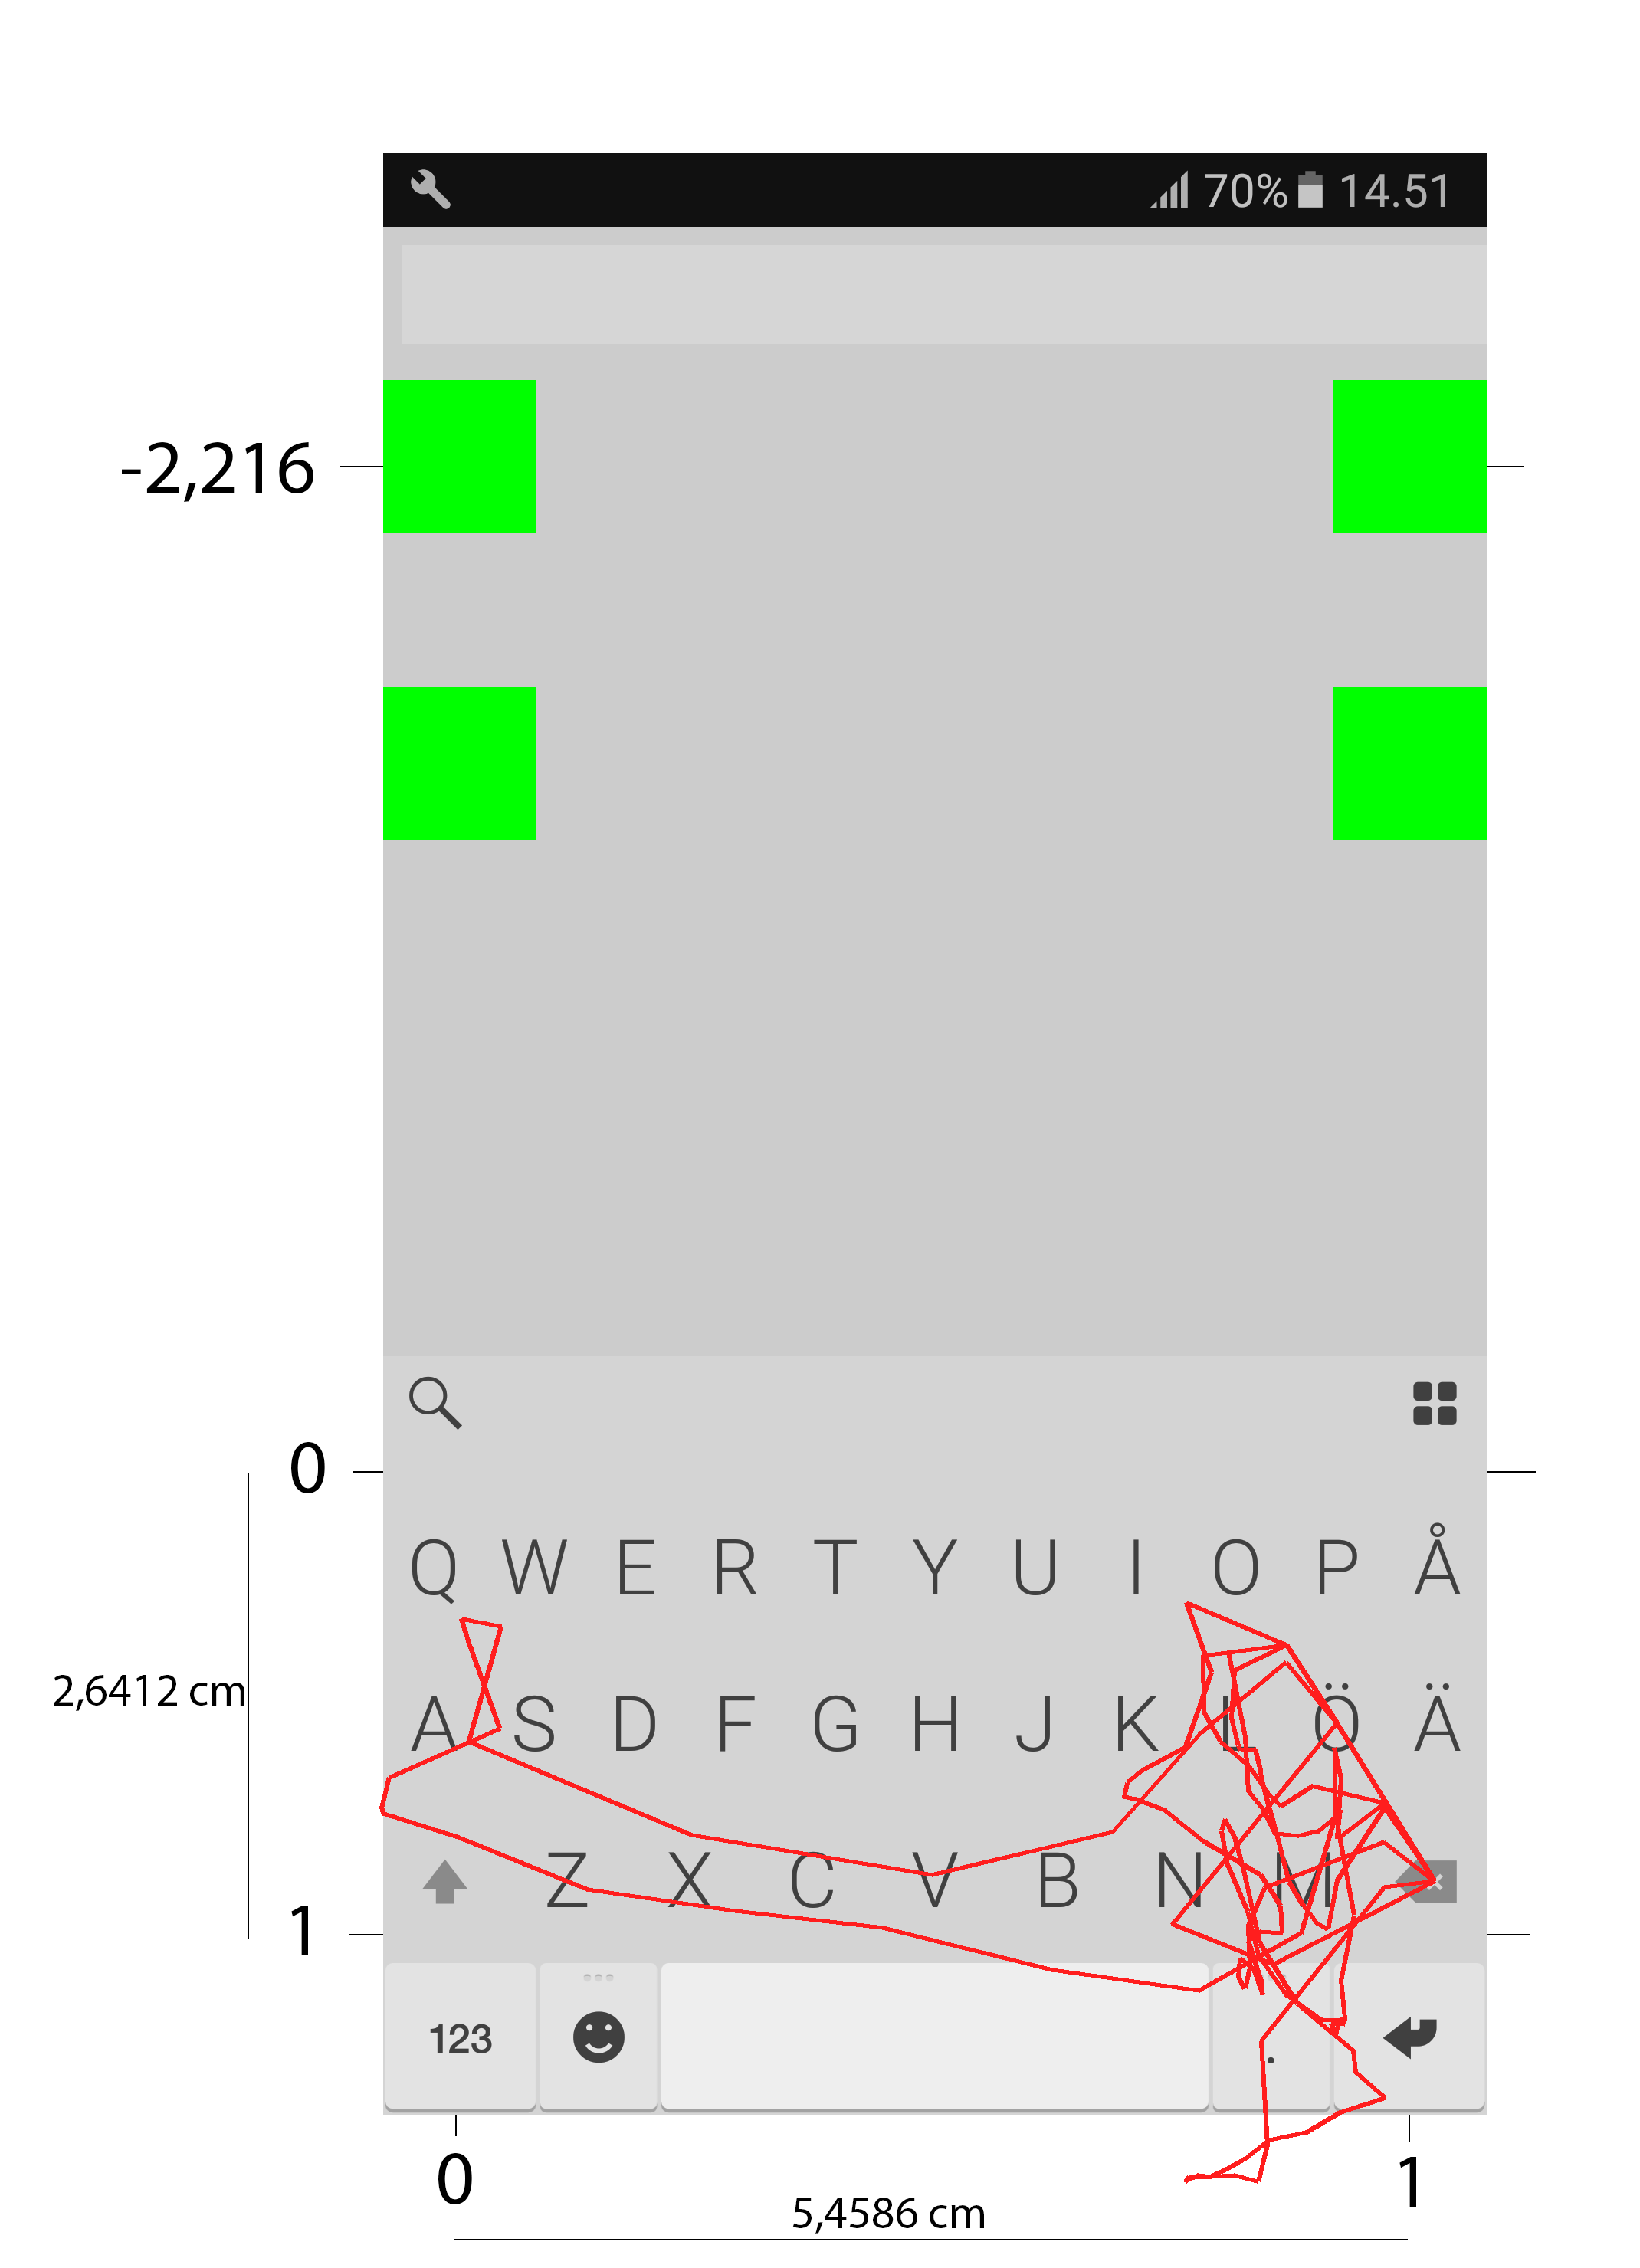 70% 14.51
-2,216
0
Q W E R T Y U I O P Å
2,6412 cm
A S D F G H J K L Ö Ä
Z X C V B N M
1
123 .
0 1
5,4586 cm